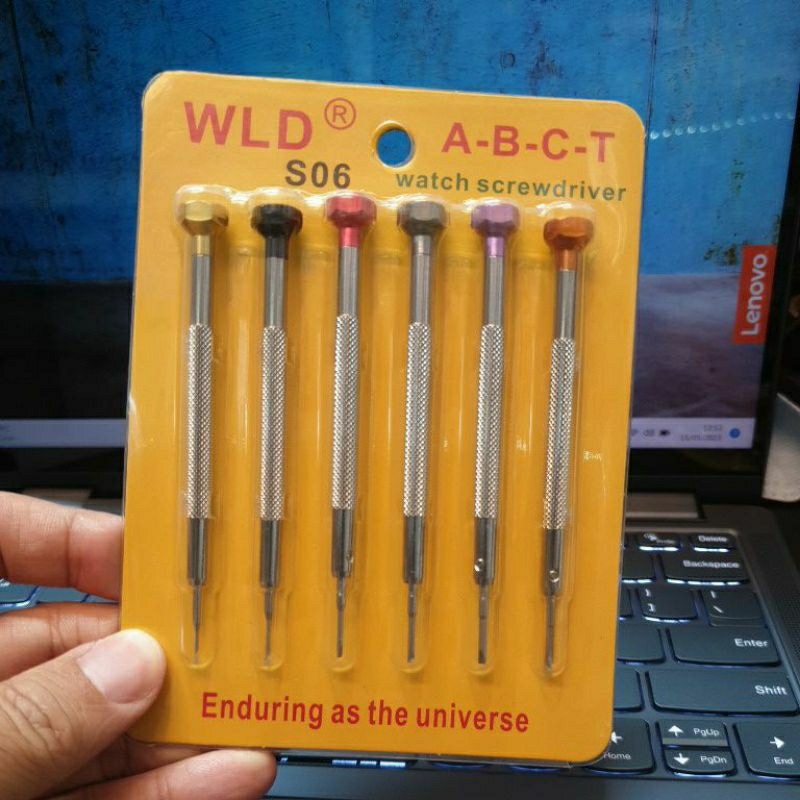 WLD®
A-B-C-T
S06
watch screwdriver
Lenovo
Enduring as the universe
Delete
Backspace
Enter
Shift
PgUp
Home
PgDn
End